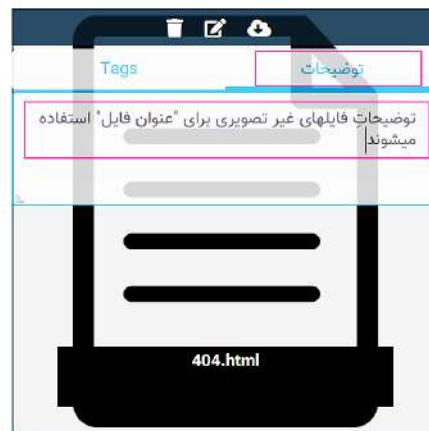 توضیحات
Tags
توضیحاتِ فایلهای غیر تصویری برای "عنوان فایل" استفاده
میشوند
404.html